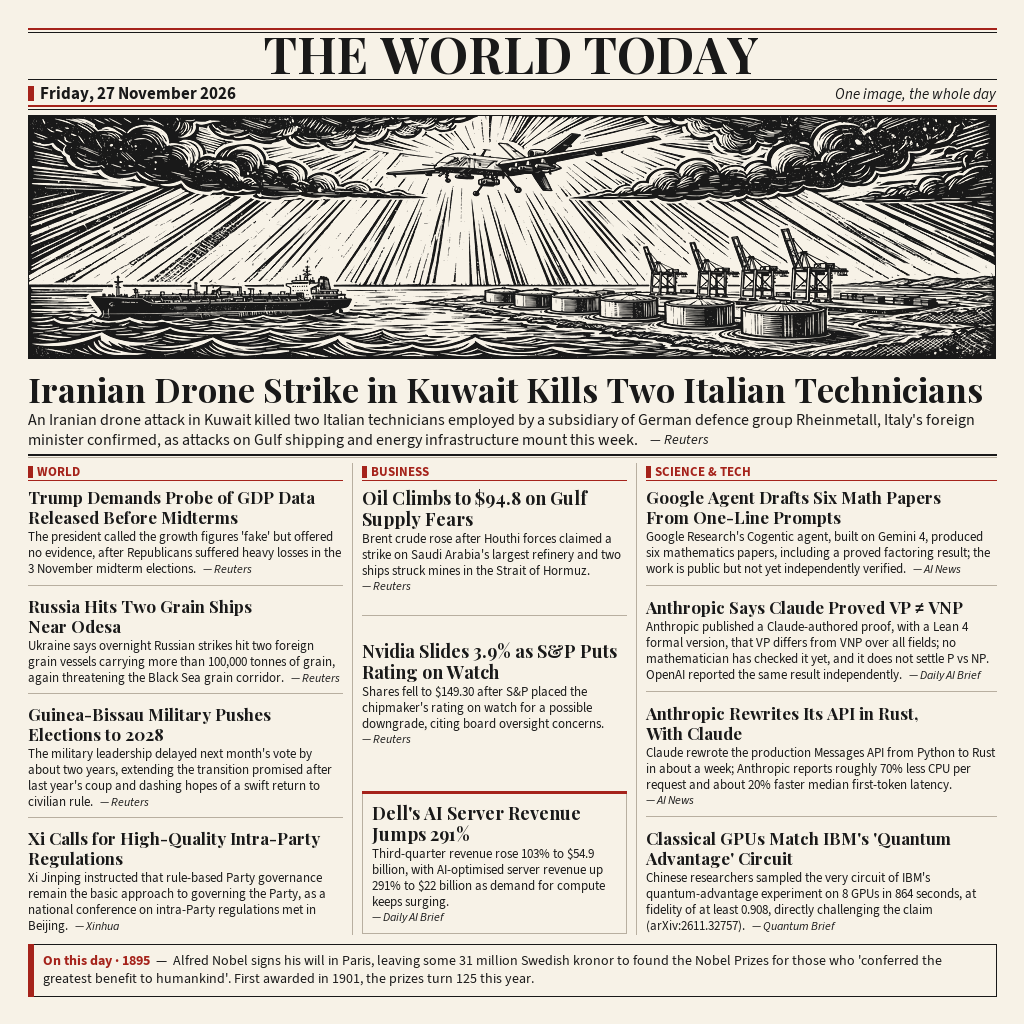 THE WORLD TODAY
Friday, 27 November 2026
One image, the whole day
Iranian Drone Strike in Kuwait Kills Two Italian Technicians
An Iranian drone attack in Kuwait killed two Italian technicians employed by a subsidiary of German defence group Rheinmetall, Italy's foreign
minister confirmed, as attacks on Gulf shipping and energy infrastructure mount this week. — Reuters
WORLD
Trump Demands Probe of GDP Data
Released Before Midterms
The president called the growth figures 'fake' but offered
no evidence, after Republicans suffered heavy losses in the
3 November midterm elections. — Reuters
Russia Hits Two Grain Ships
Near Odesa
Ukraine says overnight Russian strikes hit two foreign
grain vessels carrying more than 100,000 tonnes of grain,
again threatening the Black Sea grain corridor. — Reuters
Guinea-Bissau Military Pushes
Elections to 2028
The military leadership delayed next month's vote by
about two years, extending the transition promised after
last year's coup and dashing hopes of a swift return to
civilian rule. — Reuters
Xi Calls for High-Quality Intra-Party
Regulations
Xi Jinping instructed that rule-based Party governance
remain the basic approach to governing the Party, as a
national conference on intra-Party regulations met in
Beijing. — Xinhua
BUSINESS
Oil Climbs to $94.8 on Gulf
Supply Fears
Brent crude rose after Houthi forces claimed a
strike on Saudi Arabia's largest refinery and two
ships struck mines in the Strait of Hormuz.
— Reuters
Nvidia Slides 3.9% as S&P Puts
Rating on Watch
Shares fell to $149.30 after S&P placed the
chipmaker's rating on watch for a possible
downgrade, citing board oversight concerns.
— Reuters
Dell's AI Server Revenue
Jumps 291%
Third-quarter revenue rose 103% to $54.9
billion, with AI-optimised server revenue up
291% to $22 billion as demand for compute
keeps surging.
— Daily AI Brief
SCIENCE & TECH
Google Agent Drafts Six Math Papers
From One-Line Prompts
Google Research's Cogentic agent, built on Gemini 4, produced
six mathematics papers, including a proved factoring result; the
work is public but not yet independently verified. — AI News
Anthropic Says Claude Proved VP ≠ VNP
Anthropic published a Claude-authored proof, with a Lean 4
formal version, that VP differs from VNP over all fields; no
mathematician has checked it yet, and it does not settle P vs NP.
OpenAI reported the same result independently. — Daily AI Brief
Anthropic Rewrites Its API in Rust,
With Claude
Claude rewrote the production Messages API from Python to Rust
in about a week; Anthropic reports roughly 70% less CPU per
request and about 20% faster median first-token latency.
— AI News
Classical GPUs Match IBM's 'Quantum
Advantage' Circuit
Chinese researchers sampled the very circuit of IBM's
quantum-advantage experiment on 8 GPUs in 864 seconds, at
fidelity of at least 0.908, directly challenging the claim
(arXiv:2611.32757). — Quantum Brief
On this day · 1895 — Alfred Nobel signs his will in Paris, leaving some 31 million Swedish kronor to found the Nobel Prizes for those who 'conferred the
greatest benefit to humankind'. First awarded in 1901, the prizes turn 125 this year.